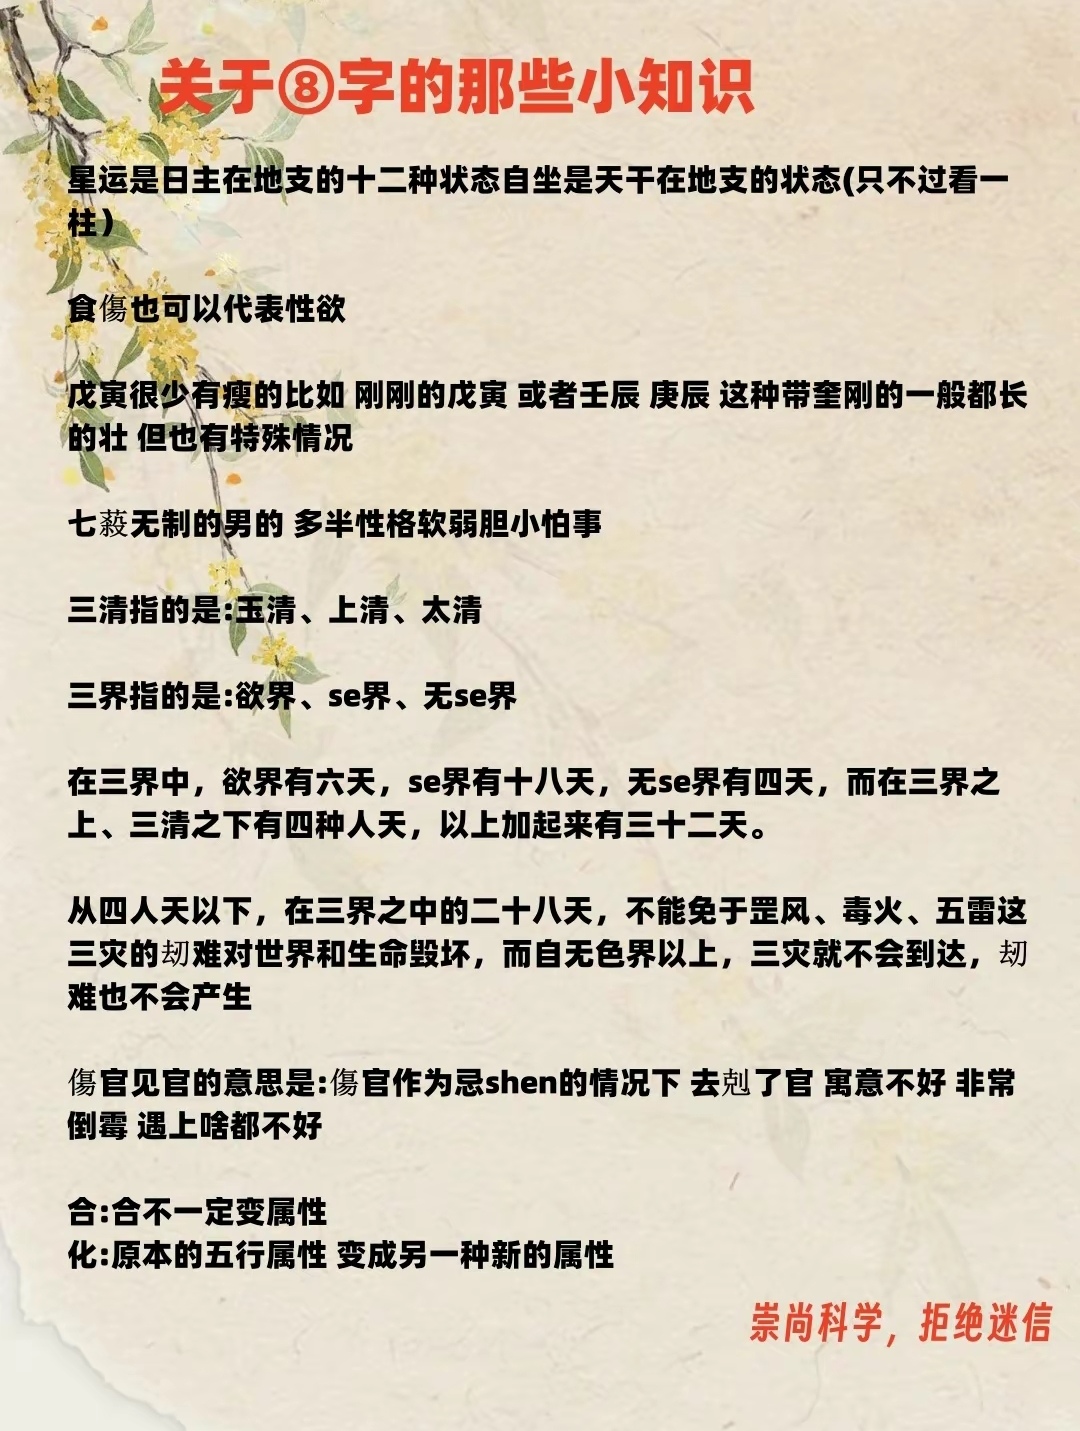 关于⑧字的那些小知识
星运是日主在地支的十二种状态自坐是天干在地支的状态(只不过看一
柱）
食傷也可以代表性欲
戊寅很少有瘦的比如 刚刚的戊寅 或者壬辰 庚辰 这种带奎刚的一般都长
的壮 但也有特殊情况
七蔱无制的男的 多半性格软弱胆小怕事
三清指的是:玉清、上清、太清
三界指的是:欲界、se界、无se界
在三界中，欲界有六天，se界有十八天，无se界有四天，而在三界之
上、三清之下有四种人天，以上加起来有三十二天。
从四人天以下，在三界之中的二十八天，不能免于罡风、毒火、五雷这
三灾的刼难对世界和生命毁坏，而自无色界以上，三灾就不会到达，刼
难也不会产生
傷官见官的意思是:傷官作为忌shen的情况下 去剋了官 寓意不好 非常
倒霉 遇上啥都不好
合:合不一定变属性
化:原本的五行属性 变成另一种新的属性
崇尚科学，拒绝迷信